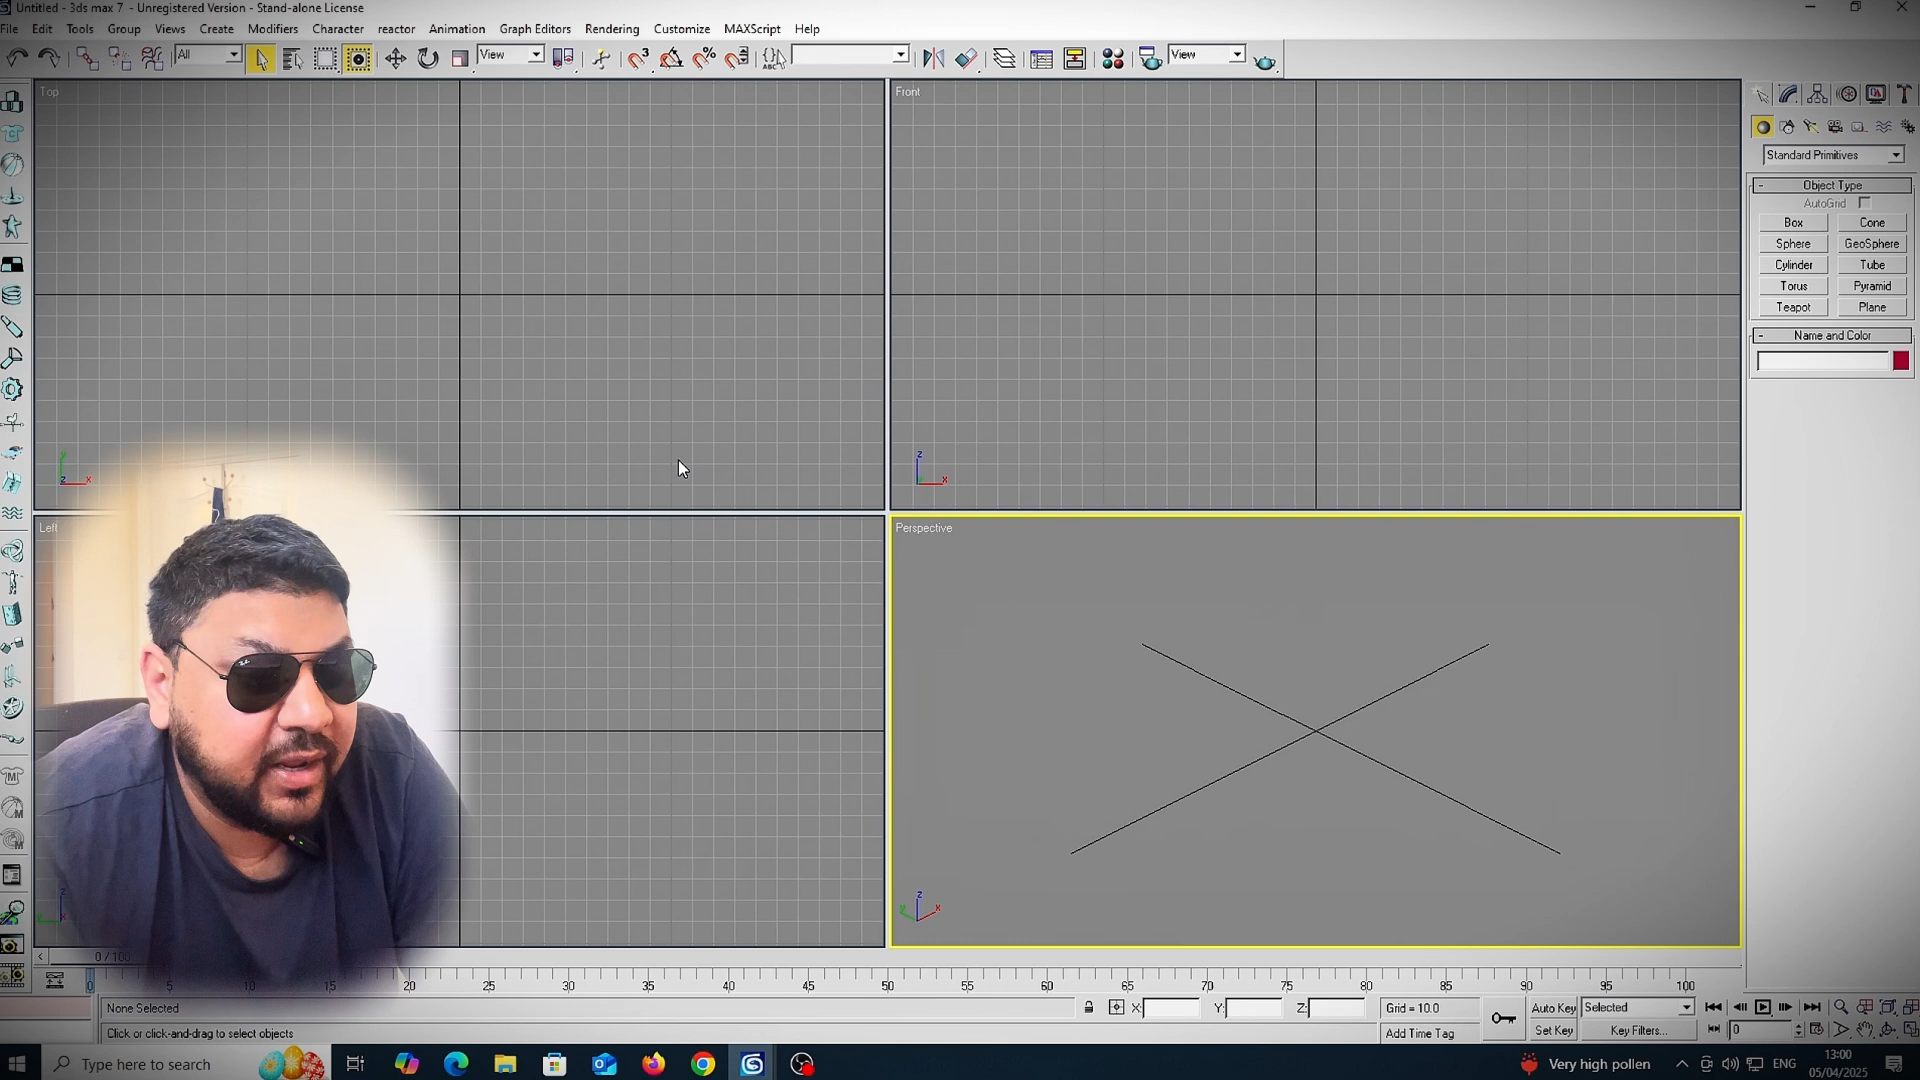 Untitled - 3ds max 7 - Unregistered Version - Stand-alone License
File Edit Tools Group Views Create Modifiers Character reactor Animation Graph Editors Rendering Customize MAXScript Help
All View View
Top
Front
Standard Primitives
- Object Type
AutoGrid
Box Cone
Sphere GeoSphere
Cylinder Tube
Torus Pyramid
Teapot Plane
- Name and Color
y
z x
z
x
Left
Perspective
z
y x
0 / 100
0 5 10 15 20 25 30 35 40 45 50 55 60 65 70 75 80 85 90 95 100
None Selected X: Y: Z: Grid = 10.0 Auto Key Selected
Click or click-and-drag to select objects Add Time Tag Set Key Key Filters... 0
Type here to search Very high pollen ENG 13:00
05/04/2025